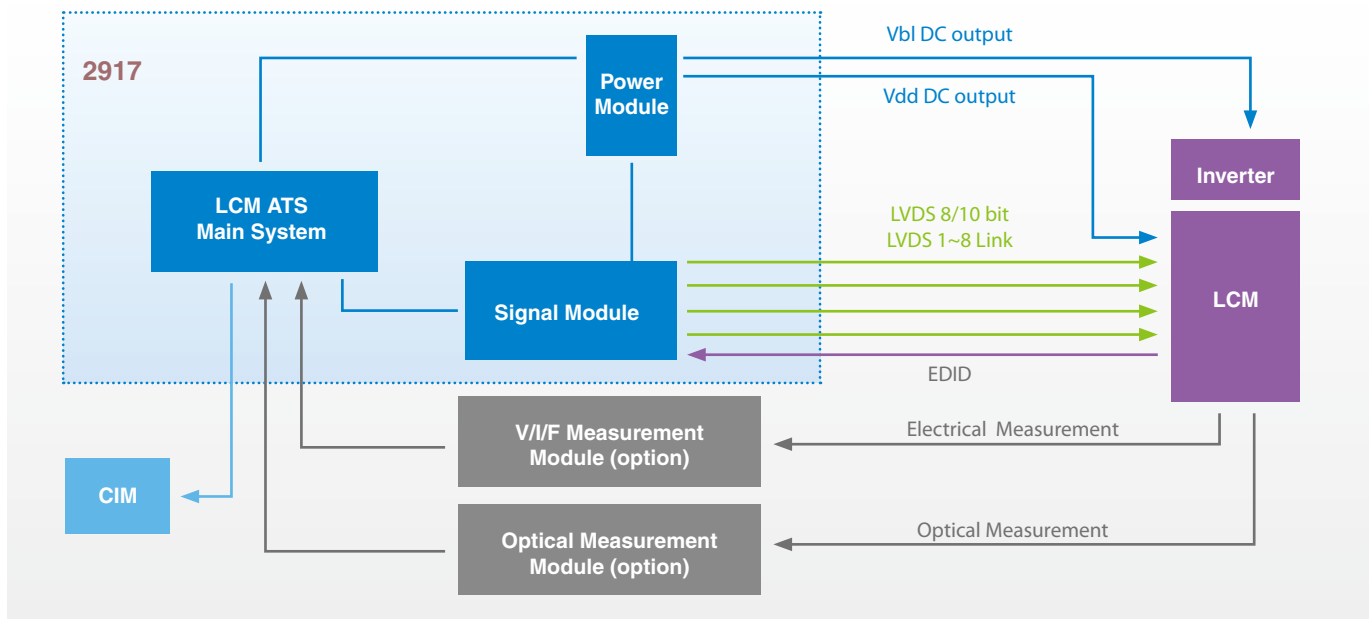 2917
Vbl DC output
Power
Module
Vdd DC output
Inverter
LCM ATS
Main System
LVDS 8/10 bit
LVDS 1~8 Link
Signal Module
LCM
EDID
V/I/F Measurement
Module (option)
Electrical Measurement
CIM
Optical Measurement
Module (option)
Optical Measurement